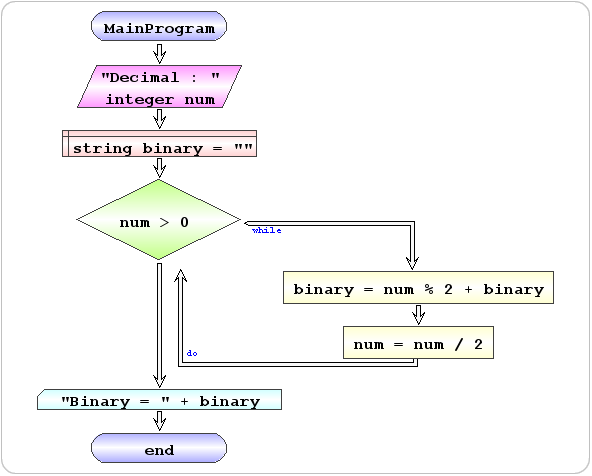 MainProgram
"Decimal : "
integer num
string binary = ""
num > 0
while
binary = num % 2 + binary
num = num / 2
do
"Binary = " + binary
end